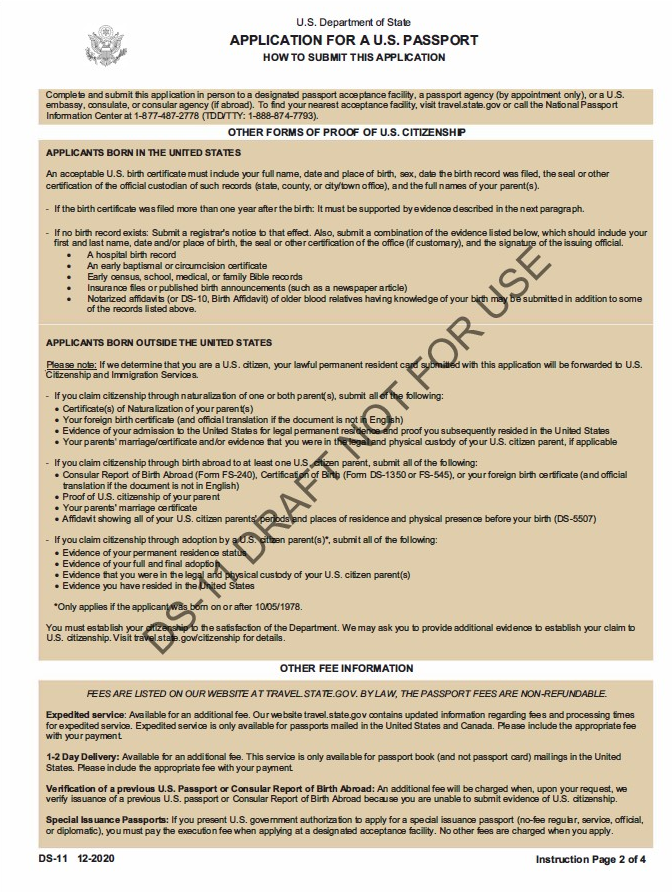 U.S. Department of State
APPLICATION FOR A U.S. PASSPORT
HOW TO SUBMIT THIS APPLICATION
Complete and submit this application in person to a designated passport acceptance facility, a passport agency (by appointment only), or a U.S.
embassy, consulate, or consular agency (if abroad). To find your nearest acceptance facility, visit travel.state.gov or call the National Passport
Information Center at 1-877-487-2778 (TDD/TTY: 1-888-874-7793).
OTHER FORMS OF PROOF OF U.S. CITIZENSHIP
APPLICANTS BORN IN THE UNITED STATES
An acceptable U.S. birth certificate must include your full name, date and place of birth, sex, date the birth record was filed, the seal or other
certification of the official custodian of such records (state, county, or city/town office), and the full names of your parent(s).
- If the birth certificate was filed more than one year after the birth: It must be supported by evidence described in the next paragraph.
- If no birth record exists: Submit a registrar's notice to that effect. Also, submit a combination of the evidence listed below, which should include your
first and last name, date and/or place of birth, the seal or other certification of the office (if customary), and the signature of the issuing official.
• A hospital birth record
• An early baptismal or circumcision certificate
• Early census, school, medical, or family Bible records
• Insurance files or published birth announcements (such as a newspaper article)
• Notarized affidavits (or DS-10, Birth Affidavit) of older blood relatives having knowledge of your birth may be submitted in addition to some
of the records listed above.
APPLICANTS BORN OUTSIDE THE UNITED STATES
Please note: If we determine that you are a U.S. citizen, your lawful permanent resident card submitted with this application will be forwarded to U.S.
Citizenship and Immigration Services.
- If you claim citizenship through naturalization of one or both parent(s), submit all of the following:
• Certificate(s) of Naturalization of your parent(s)
• Your foreign birth certificate (and official translation if the document is not in English)
• Evidence of your admission to the United States for legal permanent residence and proof you subsequently resided in the United States
• Your parents' marriage/certificate and/or evidence that you were in the legal and physical custody of your U.S. citizen parent, if applicable
- If you claim citizenship through birth abroad to at least one U.S. citizen parent, submit all of the following:
• Consular Report of Birth Abroad (Form FS-240), Certification of Birth (Form DS-1350 or FS-545), or your foreign birth certificate (and official
translation if the document is not in English)
• Proof of U.S. citizenship of your parent
• Your parents' marriage certificate
• Affidavit showing all of your U.S. citizen parents' periods and places of residence and physical presence before your birth (DS-5507)
- If you claim citizenship through adoption by a U.S. citizen parent(s)*, submit all of the following:
• Evidence of your permanent residence status
• Evidence of your full and final adoption
• Evidence that you were in the legal and physical custody of your U.S. citizen parent(s)
• Evidence you have resided in the United States
*Only applies if the applicant was born on or after 10/05/1978.
You must establish your citizenship to the satisfaction of the Department. We may ask you to provide additional evidence to establish your claim to
U.S. citizenship. Visit travel.state.gov/citizenship for details.
DS-11 DRAFT NOT FOR USE
OTHER FEE INFORMATION
FEES ARE LISTED ON OUR WEBSITE AT TRAVEL.STATE.GOV. BY LAW, THE PASSPORT FEES ARE NON-REFUNDABLE.
Expedited service: Available for an additional fee. Our website travel.state.gov contains updated information regarding fees and processing times
for expedited service. Expedited service is only available for passports mailed in the United States and Canada. Please include the appropriate fee
with your payment.
1-2 Day Delivery: Available for an additional fee. This service is only available for passport book (and not passport card) mailings in the United
States. Please include the appropriate fee with your payment.
Verification of a previous U.S. Passport or Consular Report of Birth Abroad: An additional fee will be charged when, upon your request, we
verify issuance of a previous U.S. passport or Consular Report of Birth Abroad because you are unable to submit evidence of U.S. citizenship.
Special Issuance Passports: If you present U.S. government authorization to apply for a special issuance passport (no-fee regular, service, official,
or diplomatic), you must pay the execution fee when applying at a designated acceptance facility. No other fees are charged when you apply.
DS-11 12-2020
Instruction Page 2 of 4